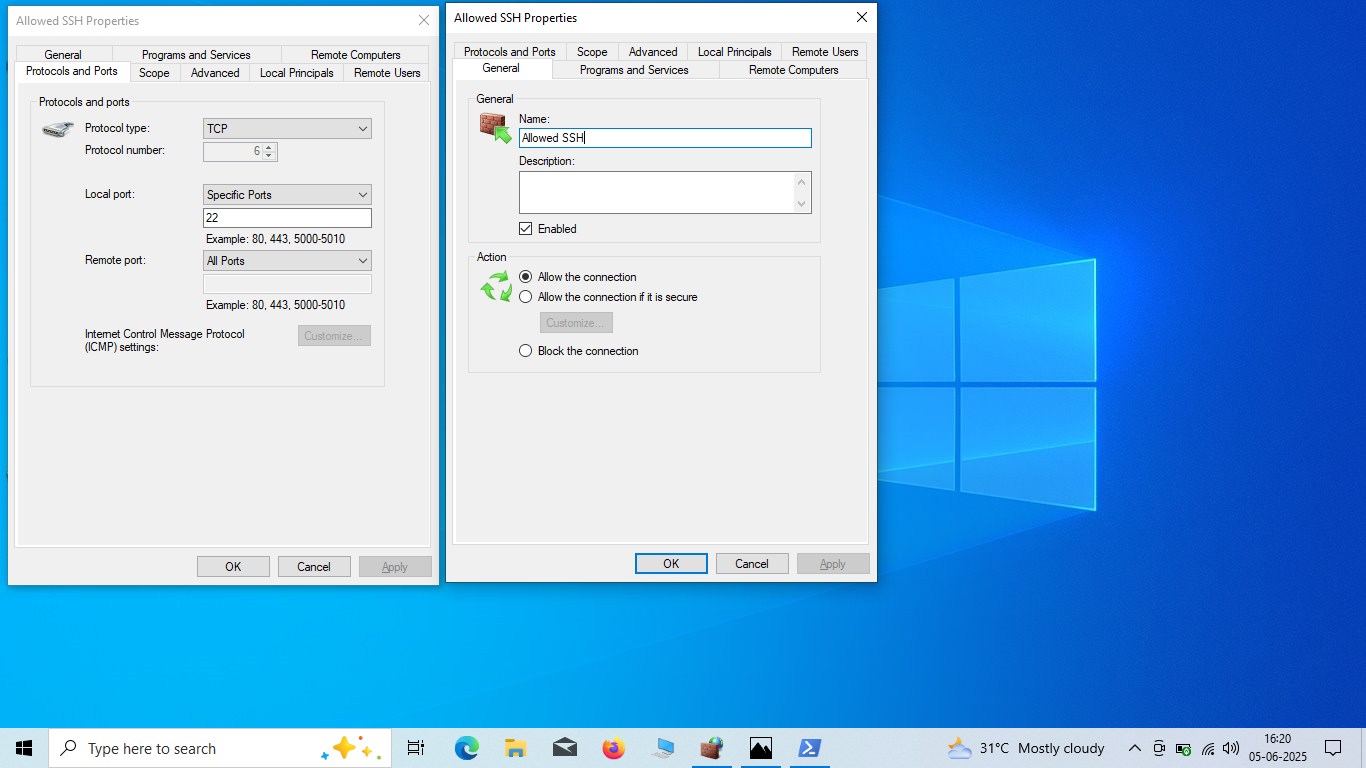 Allowed SSH Properties
General
Programs and Services
Remote Computers
Protocols and Ports
Scope
Advanced
Local Principals
Remote Users
Protocols and ports
Protocol type:
TCP
Protocol number:
6
Local port:
Specific Ports
22
Example: 80, 443, 5000-5010
Remote port:
All Ports
Example: 80, 443, 5000-5010
Internet Control Message Protocol
(ICMP) settings:
Customize...
OK
Cancel
Apply
Allowed SSH Properties
Protocols and Ports
Scope
Advanced
Local Principals
Remote Users
General
Programs and Services
Remote Computers
General
Name:
Allowed SSH
Description:
Enabled
Action
Allow the connection
Allow the connection if it is secure
Customize...
Block the connection
OK
Cancel
Apply
Type here to search
31°C Mostly cloudy
16:20
05-06-2025